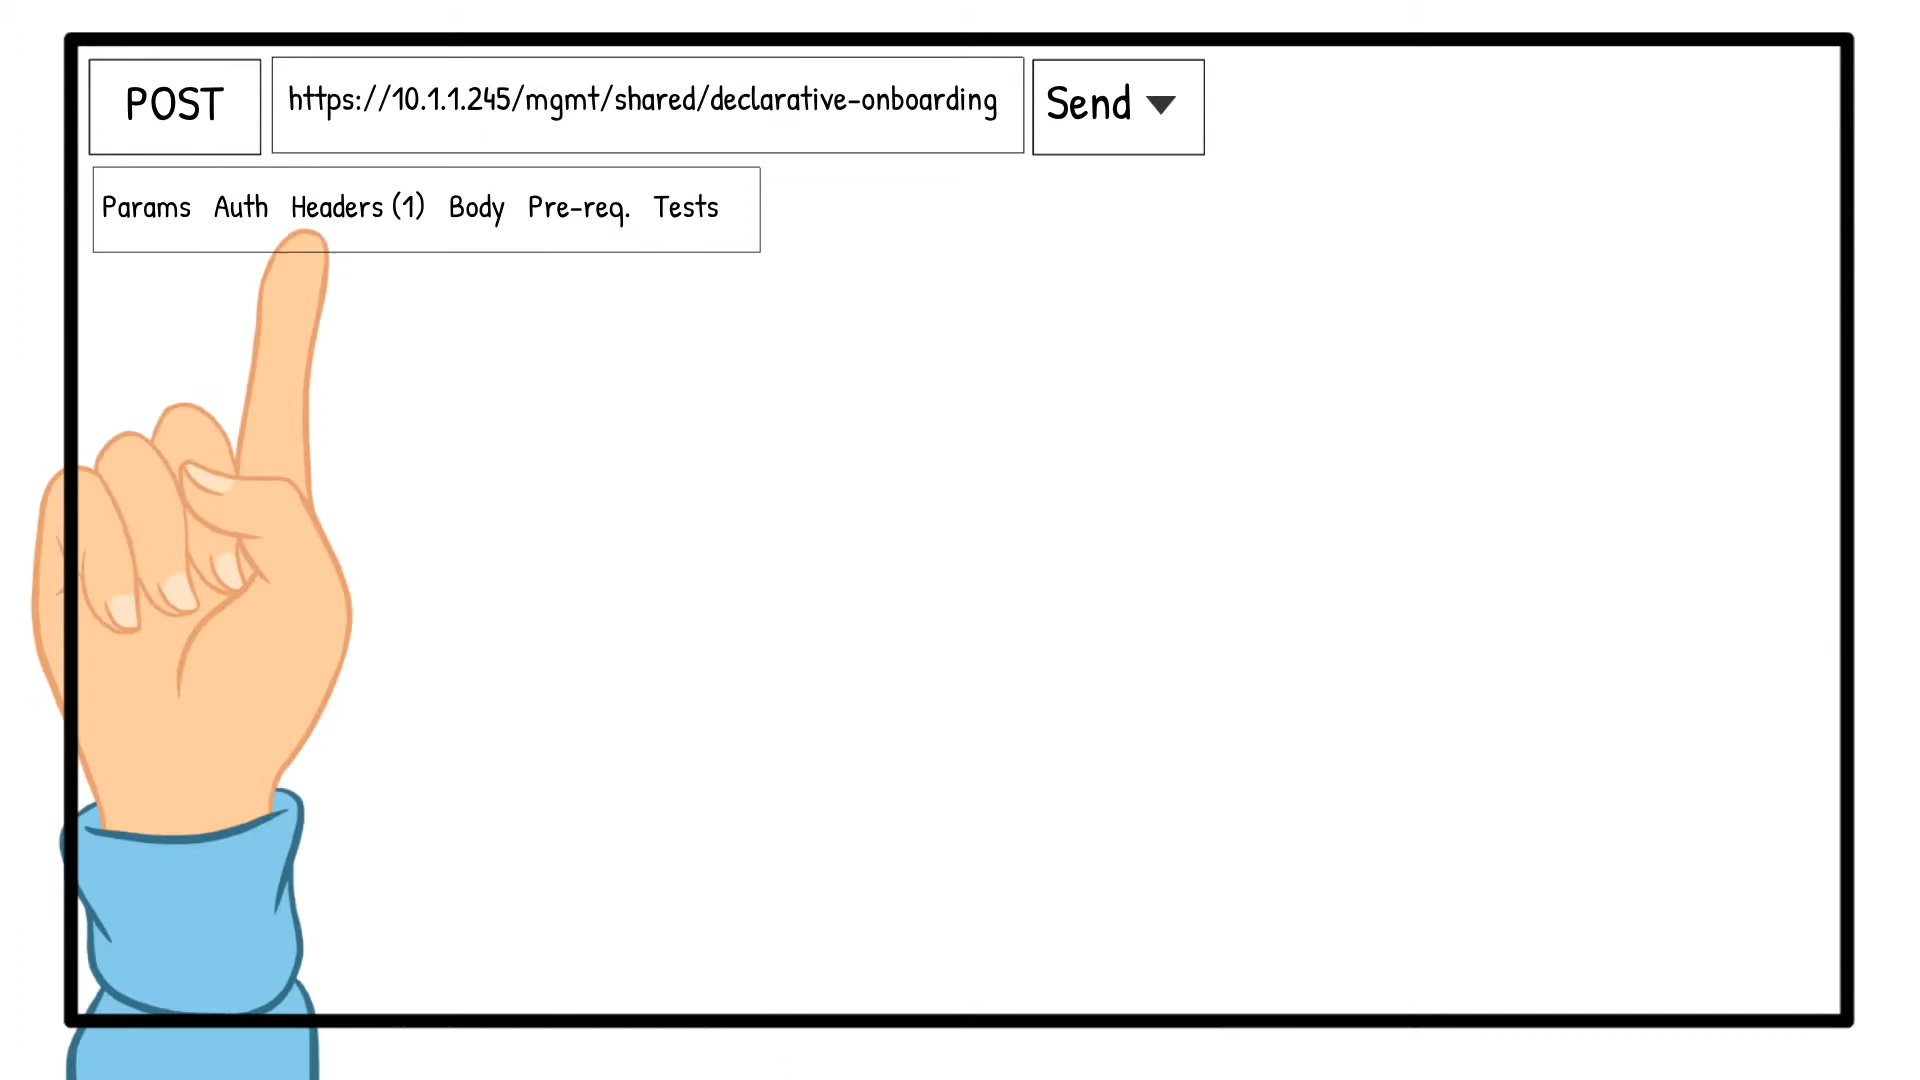 POST https://10.1.1.245/mgmt/shared/declarative-onboarding Send
Params Auth Headers (1) Body Pre-req. Tests